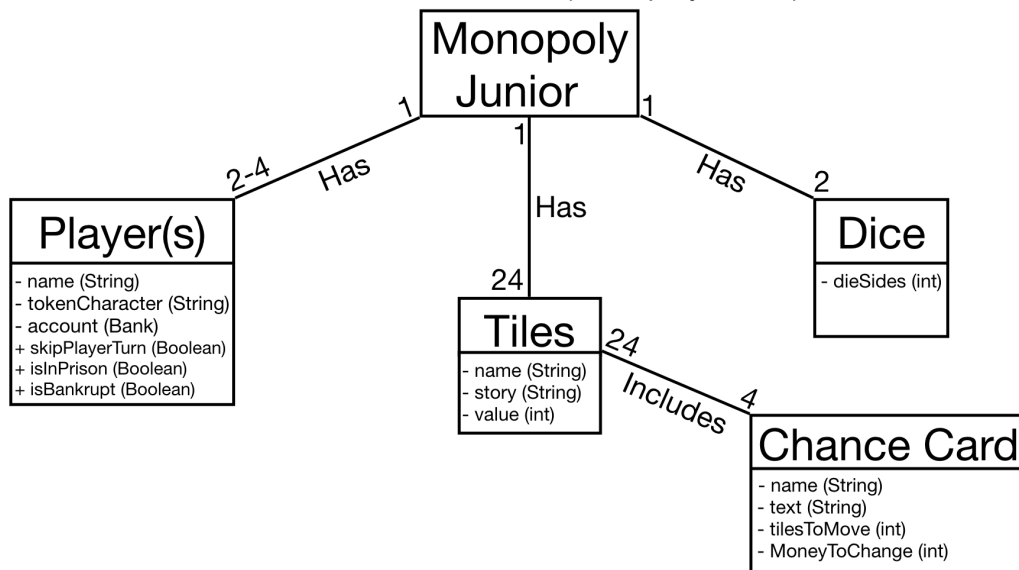 Monopoly
Junior
1
1
1
2-4
Has
Has
Has
2
24
Player(s)
- name (String)
- tokenCharacter (String)
- account (Bank)
+ skipPlayerTurn (Boolean)
+ isInPrison (Boolean)
+ isBankrupt (Boolean)
Dice
- dieSides (int)
Tiles
- name (String)
- story (String)
- value (int)
24
Includes
4
Chance Card
- name (String)
- text (String)
- tilesToMove (int)
- MoneyToChange (int)